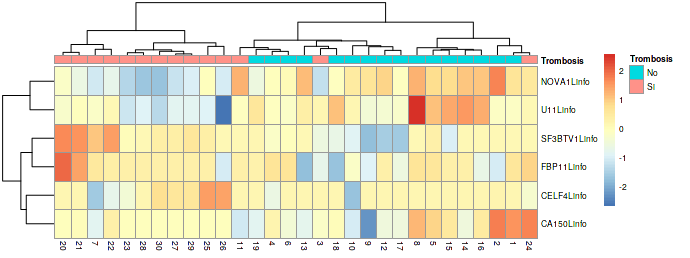 Trombosis
Trombosis
No
Si
2
1
0
-1
-2
NOVA1Linfo
U11Linfo
SF3BTV1Linfo
FBP11Linfo
CELF4Linfo
CA150Linfo
20 21 7 22 23 28 30 27 29 25 26 11 19 4 6 13 3 18 10 9 12 17 8 5 15 14 16 2 1 24